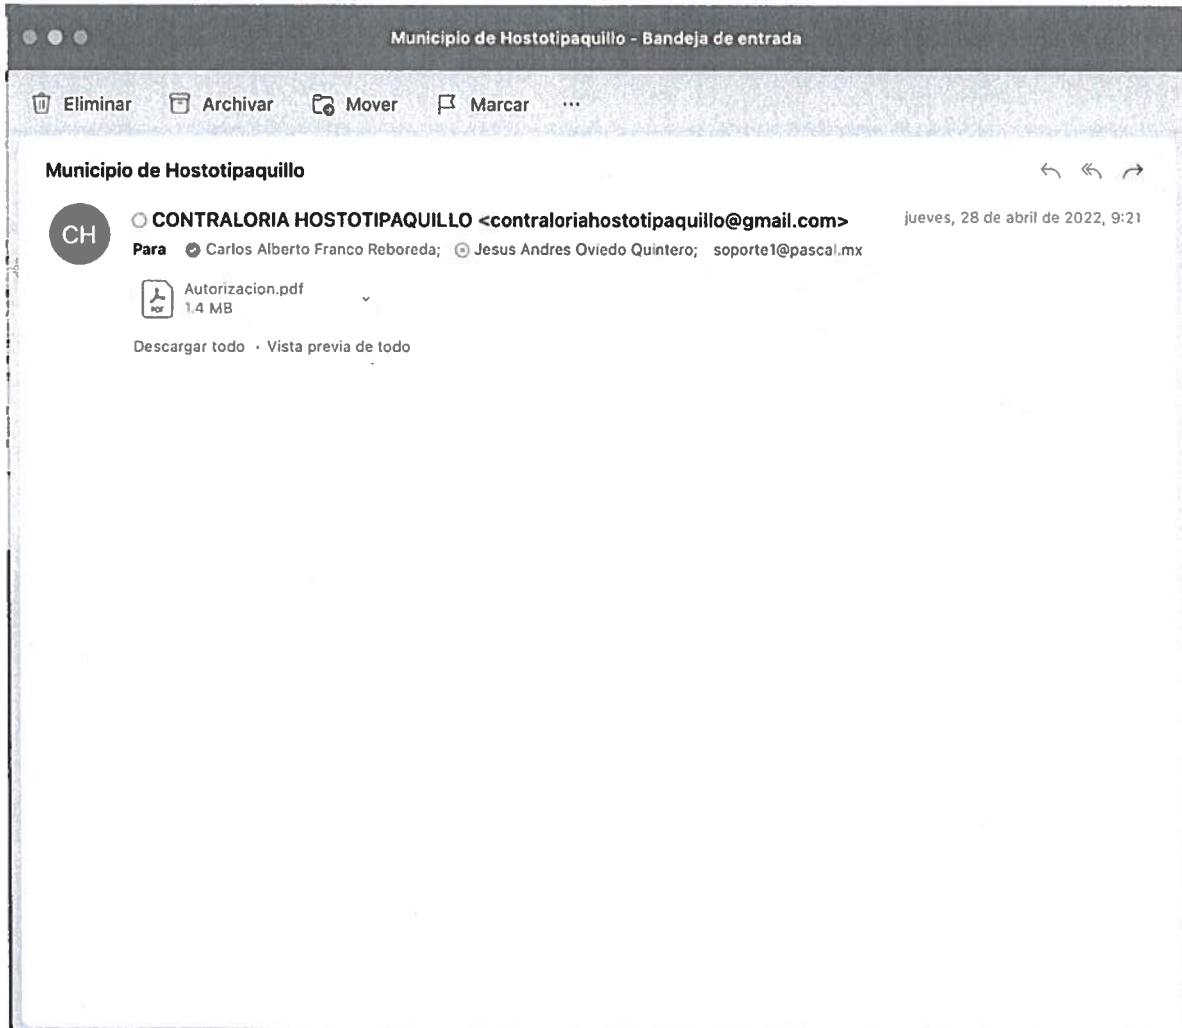 Municipio de Hostotipaquillo - Bandeja de entrada
Eliminar Archivar Mover Marcar ...
Municipio de Hostotipaquillo
CH
CONTRALORIA HOSTOTIPAQUILLO <contraloriahostotipaquillo@gmail.com> jueves, 28 de abril de 2022, 9:21
Para Carlos Alberto Franco Reboreda; Jesus Andres Oviedo Quintero; soporte1@pascal.mx
PDF
Autorizacion.pdf
1.4 MB
Descargar todo · Vista previa de todo